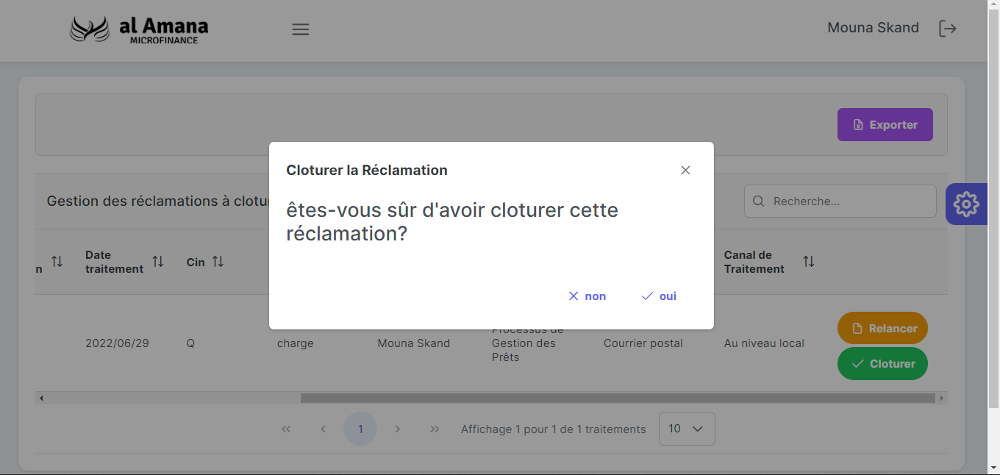 al Amana
MICROFINANCE
Mouna Skand
Exporter
Cloturer la Réclamation
êtes-vous sûr d'avoir cloturer cette
réclamation?
non
oui
Gestion des réclamations à clotu
Recherche...
n
Date
traitement
Cin
Canal de
Traitement
2022/06/29
Q
charge
Mouna Skand
Processus de
Gestion des
Prêts
Courrier postal
Au niveau local
Relancer
Cloturer
1
Affichage 1 pour 1 de 1 traitements
10